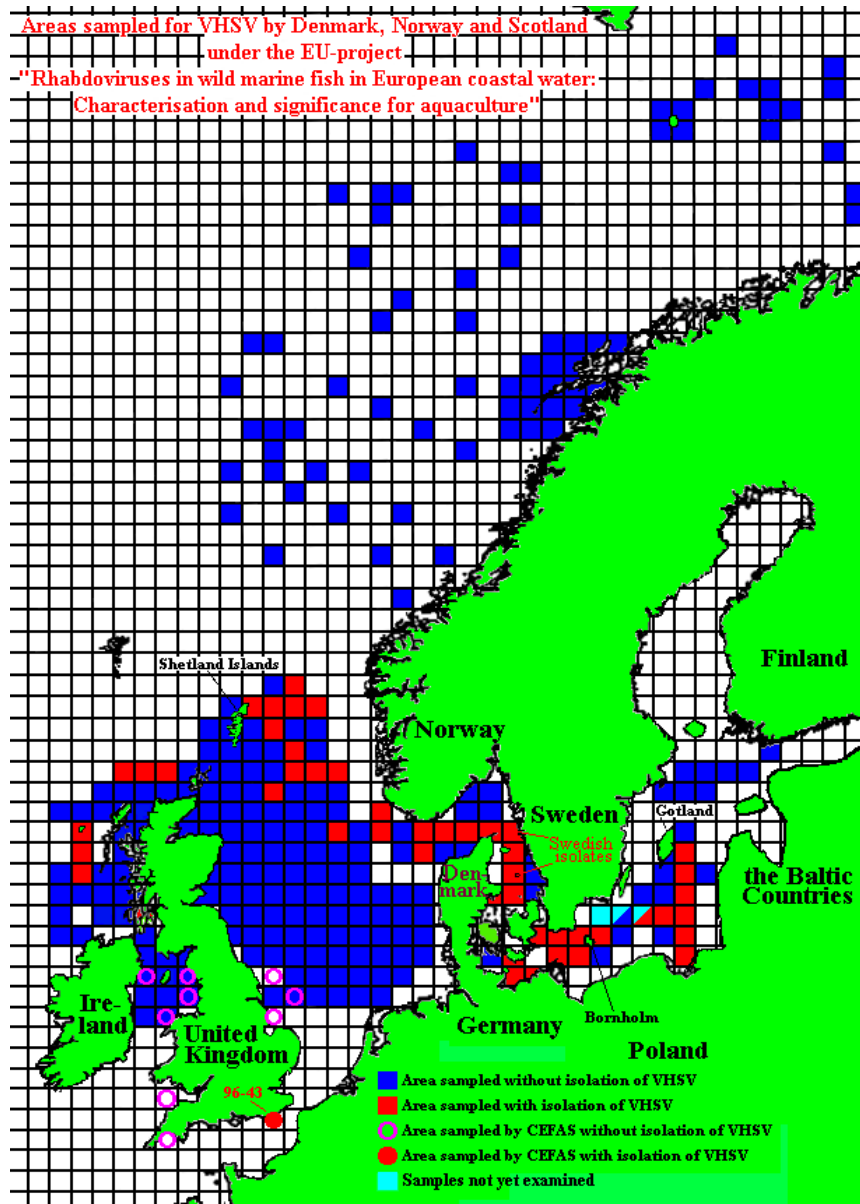 Areas sampled for VHSV by Denmark, Norway and Scotland
under the EU-project
"Rhabdoviruses in wild marine fish in European coastal water:
Characterisation and significance for aquaculture"
Shetland Islands
Finland
Norway
Sweden
Gotland
Swedish
isolates
Den-
mark
the Baltic
Countries
Ire-
land
United
Kingdom
Germany
Bornholm
Poland
96-43
Area sampled without isolation of VHSV
Area sampled with isolation of VHSV
Area sampled by CEFAS without isolation of VHSV
Area sampled by CEFAS with isolation of VHSV
Samples not yet examined